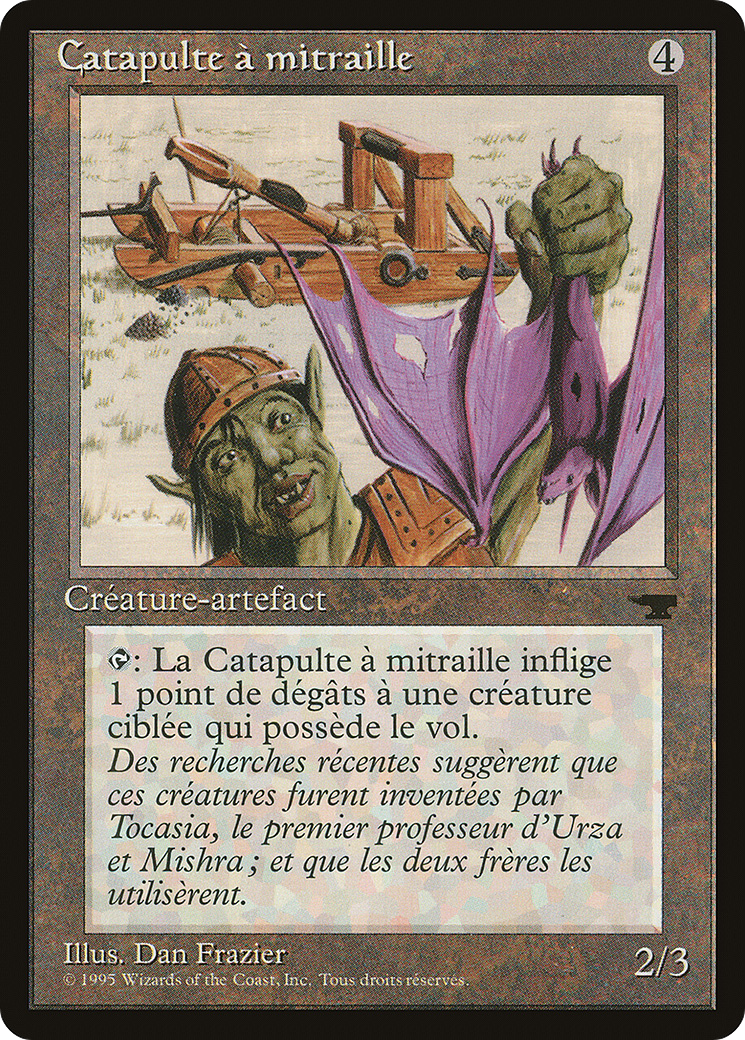 Catapulte à mitraille
4
Créature-artefact
: La Catapulte à mitraille inflige
1 point de dégâts à une créature
ciblée qui possède le vol.
Des recherches récentes suggèrent que
ces créatures furent inventées par
Tocasia, le premier professeur d'Urza
et Mishra ; et que les deux frères les
utilisèrent.
Illus. Dan Frazier
2/3
© 1995 Wizards of the Coast, Inc. Tous droits réservés.